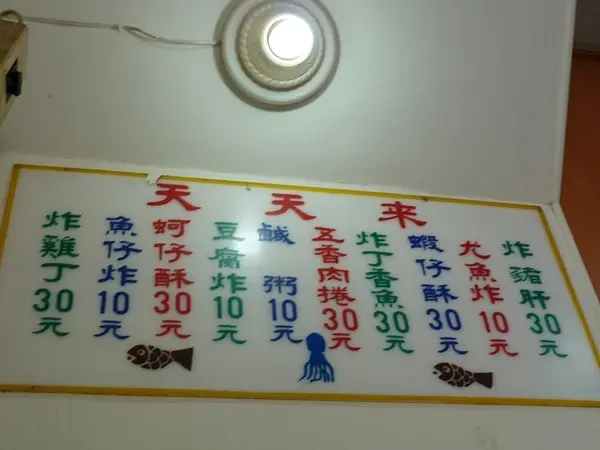 天天来
炸雞丁30元
魚仔炸10元
蚵仔酥30元
豆腐炸10元
鹹粥10元
五香肉捲30元
炸丁香魚30元
蝦仔酥30元
尤魚炸10元
炸豬肝30元